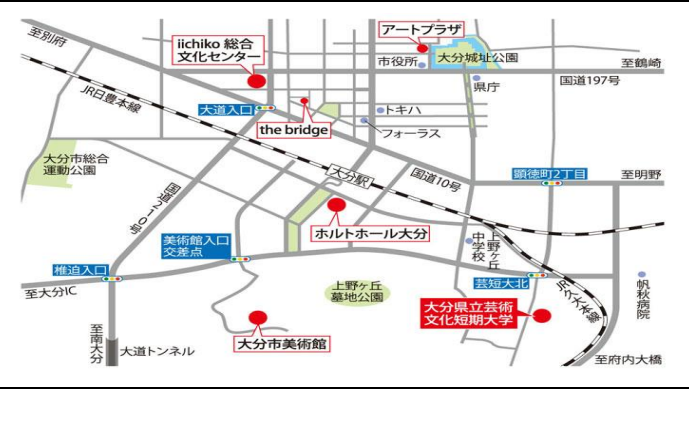 至別府
iichiko 総合
文化センター
アートプラザ
市役所
大分城址公園
至鶴崎
国道197号
県庁
JR日豊本線
大道入口
the bridge
トキハ
フォーラス
大分市総合
運動公園
国道210号
大分駅
国道10号
顕徳町2丁目
至明野
ホルトホール大分
美術館入口
交差点
上野ヶ丘
中学校
椎迫入口
至大分IC
上野ヶ丘
墓地公園
芸短大北
JR久大本線
帆秋病院
大分県立芸術
文化短期大学
至南大分
大道トンネル
大分市美術館
至府内大橋